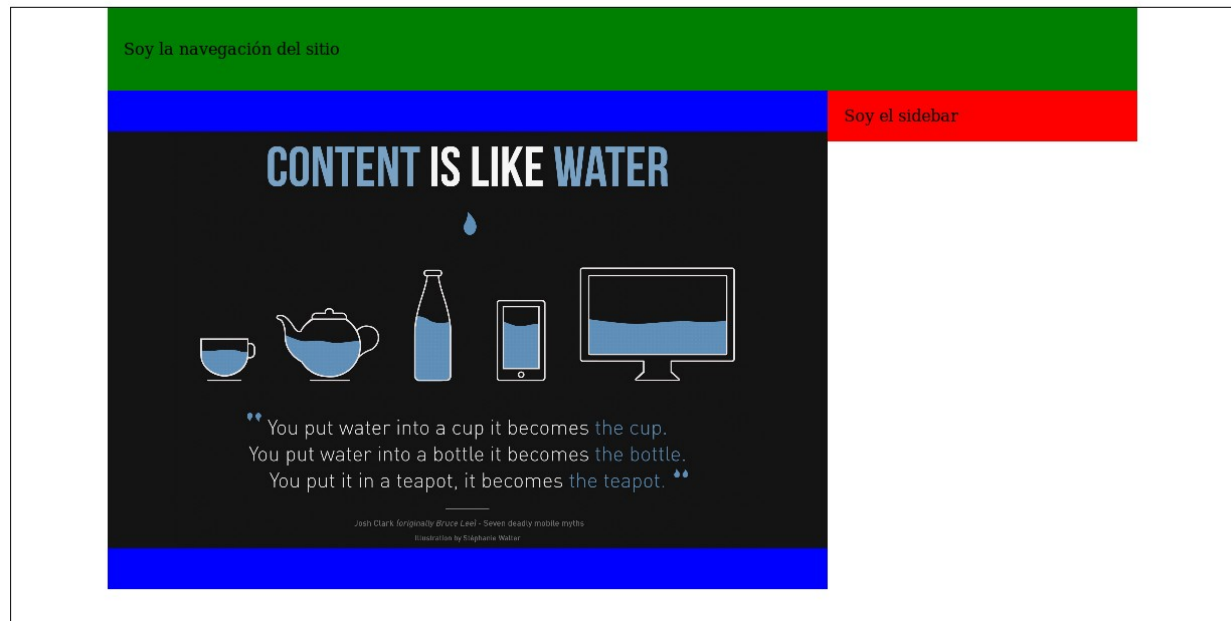 Soy la navegación del sitio
Soy el sidebar
CONTENT IS LIKE WATER
" You put water into a cup it becomes the cup.
You put water into a bottle it becomes the bottle.
You put it in a teapot, it becomes the teapot. "
Josh Clark (originally Bruce Lee) - Seven deadly mobile myths
Illustration by Stéphanie Walter